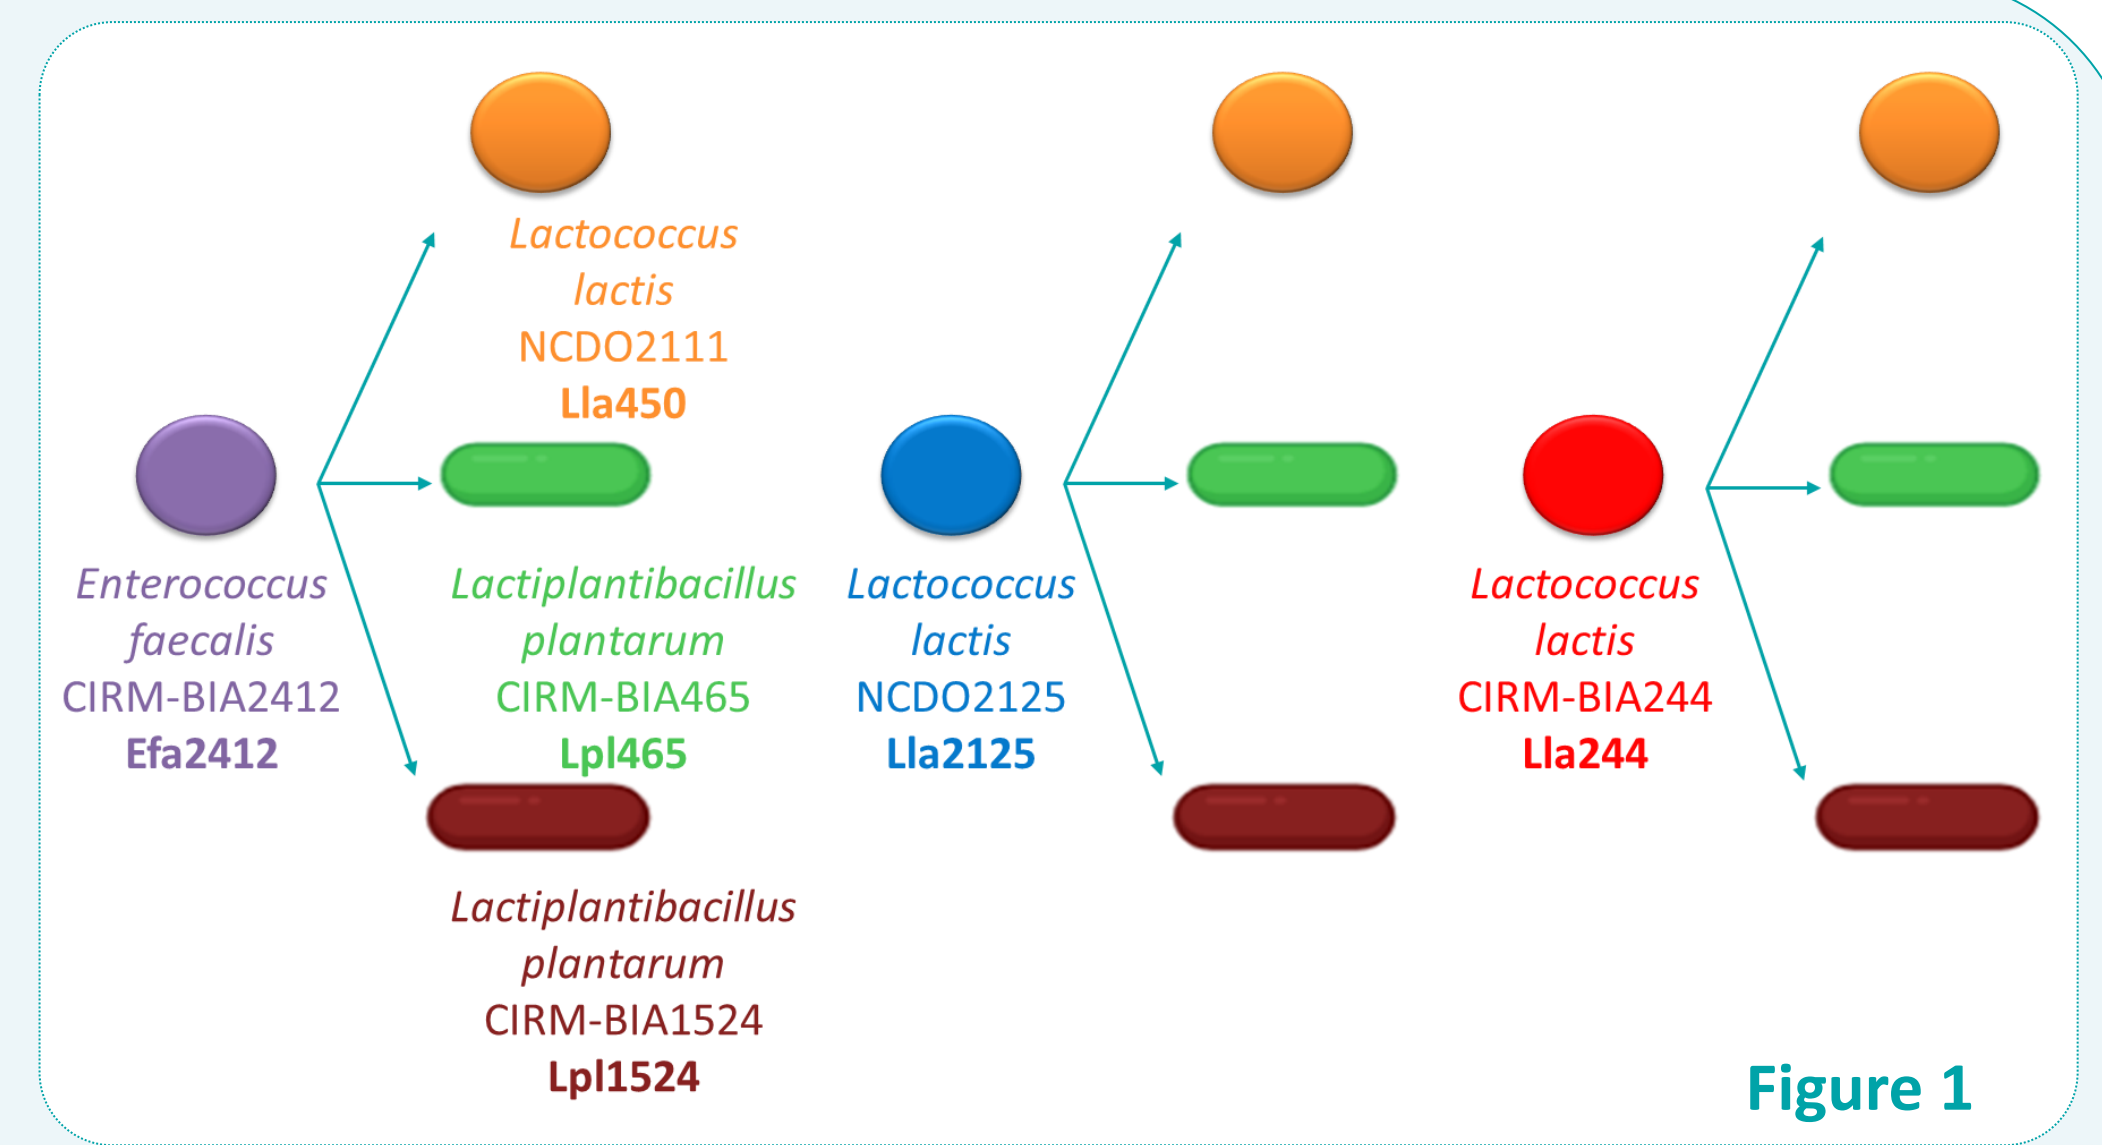 Lactococcus
lactis
NCDO2111
Lla450
Enterococcus
faecalis
CIRM-BIA2412
Efa2412
Lactiplantibacillus
plantarum
CIRM-BIA465
Lpl465
Lactiplantibacillus
plantarum
CIRM-BIA1524
Lpl1524
Lactococcus
lactis
NCDO2125
Lla2125
Lactococcus
lactis
CIRM-BIA244
Lla244
Figure 1